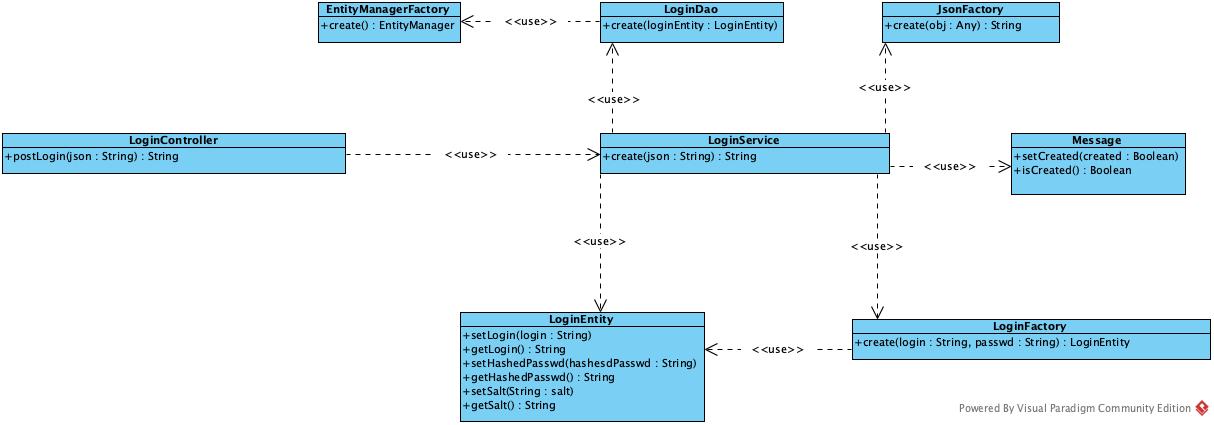 EntityManagerFactory
+create() : EntityManager
<<use>>
LoginDao
+create(loginEntity : LoginEntity)
JsonFactory
+create(obj : Any) : String
<<use>>
<<use>>
LoginController
+postLogin(json : String) : String
<<use>>
LoginService
+create(json : String) : String
<<use>>
Message
+setCreated(created : Boolean)
+isCreated() : Boolean
<<use>>
<<use>>
LoginEntity
+setLogin(login : String)
+getLogin() : String
+setHashedPasswd(hashesdPasswd : String)
+getHashedPasswd() : String
+setSalt(String : salt)
+getSalt() : String
<<use>>
LoginFactory
+create(login : String, passwd : String) : LoginEntity
Powered By Visual Paradigm Community Edition